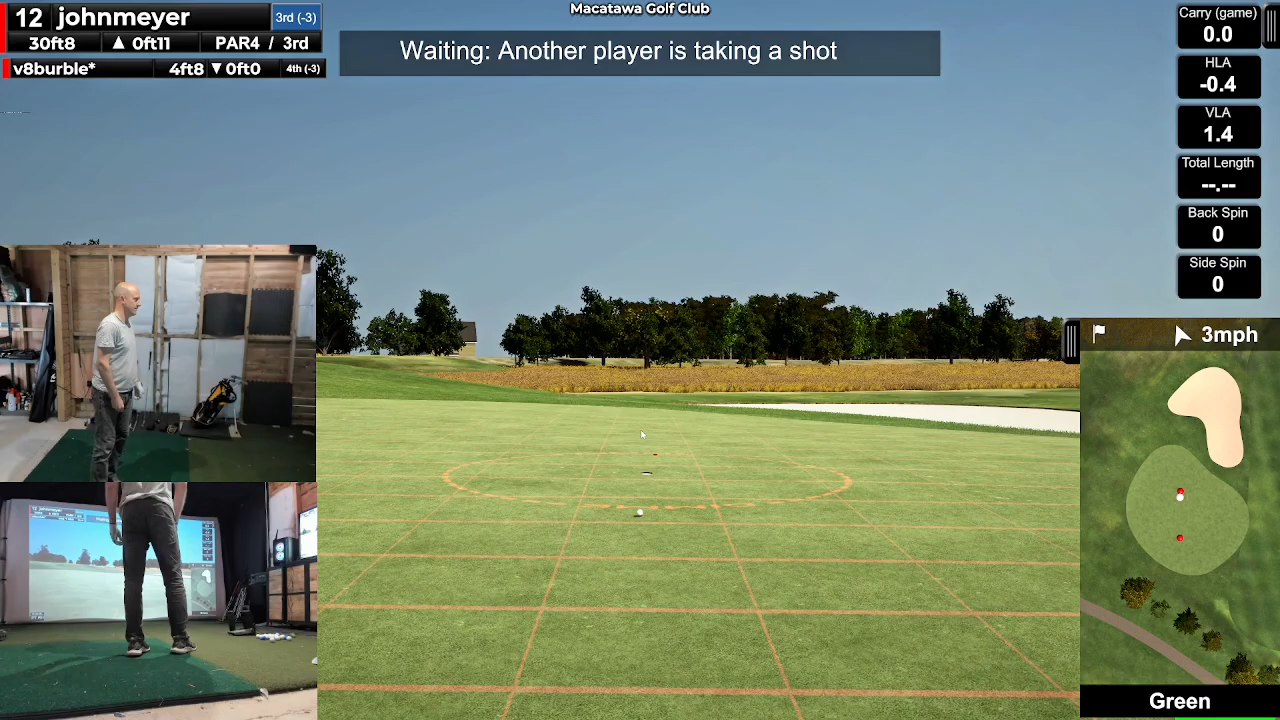 Macatawa Golf Club
12 johnmeyer 3rd (-3)
30ft8 ▲ 0ft11 PAR4 / 3rd
v8burble* 4ft8 ▼ 0ft0 4th (-3)
Waiting: Another player is taking a shot
Carry (game)
0.0
HLA
-0.4
VLA
1.4
Total Length
--.--
Back Spin
0
Side Spin
0
3mph
Green